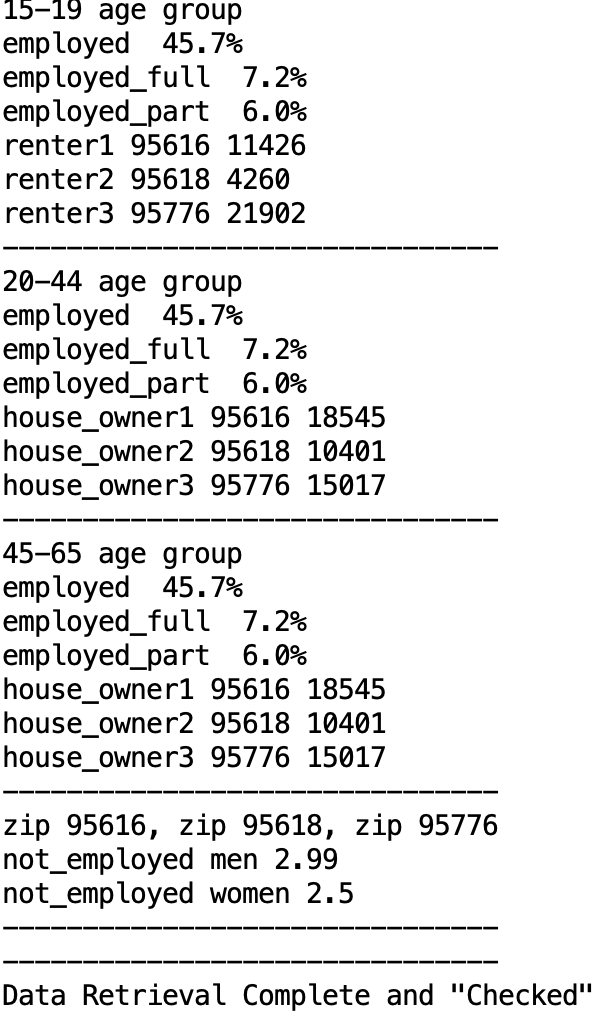 15-19 age group
employed  45.7%
employed_full  7.2%
employed_part  6.0%
renter1 95616 11426
renter2 95618 4260
renter3 95776 21902
-------------------------------
20-44 age group
employed  45.7%
employed_full  7.2%
employed_part  6.0%
house_owner1 95616 18545
house_owner2 95618 10401
house_owner3 95776 15017
-------------------------------
45-65 age group
employed  45.7%
employed_full  7.2%
employed_part  6.0%
house_owner1 95616 18545
house_owner2 95618 10401
house_owner3 95776 15017
-------------------------------
zip 95616, zip 95618, zip 95776
not_employed men 2.99
not_employed women 2.5
-------------------------------
-------------------------------
Data Retrieval Complete and "Checked"